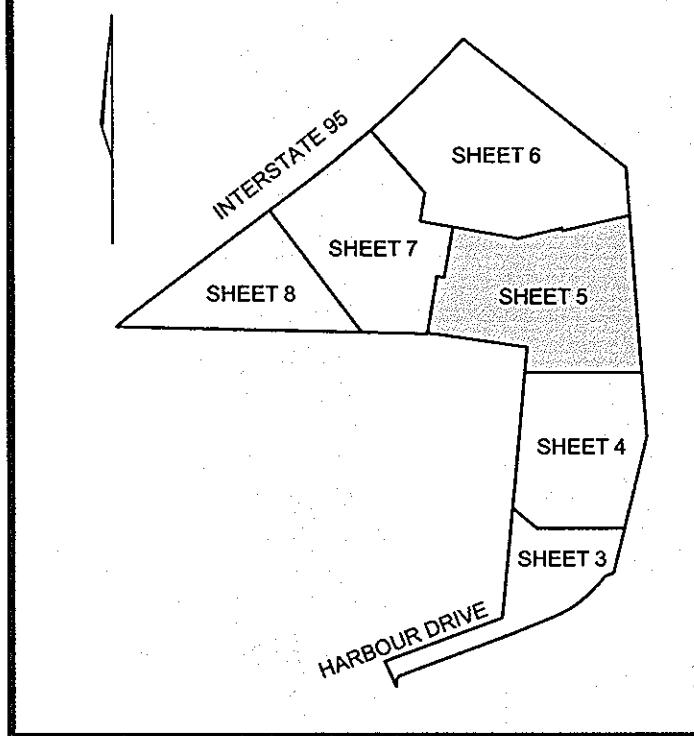 INTERSTATE 95
SHEET 6
SHEET 7
SHEET 8
SHEET 5
SHEET 4
SHEET 3
HARBOUR DRIVE